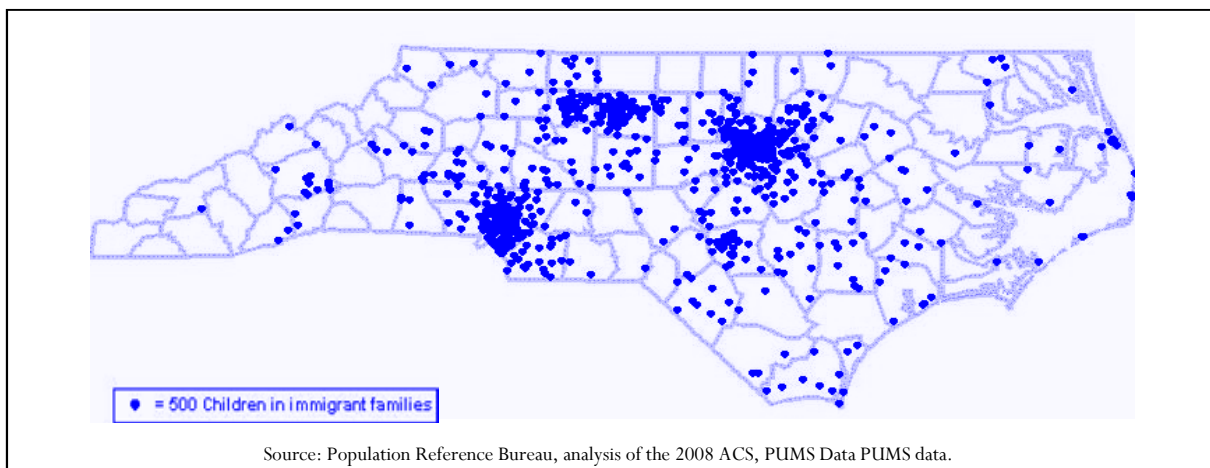 = 500 Children in immigrant families
Source: Population Reference Bureau, analysis of the 2008 ACS, PUMS Data PUMS data.